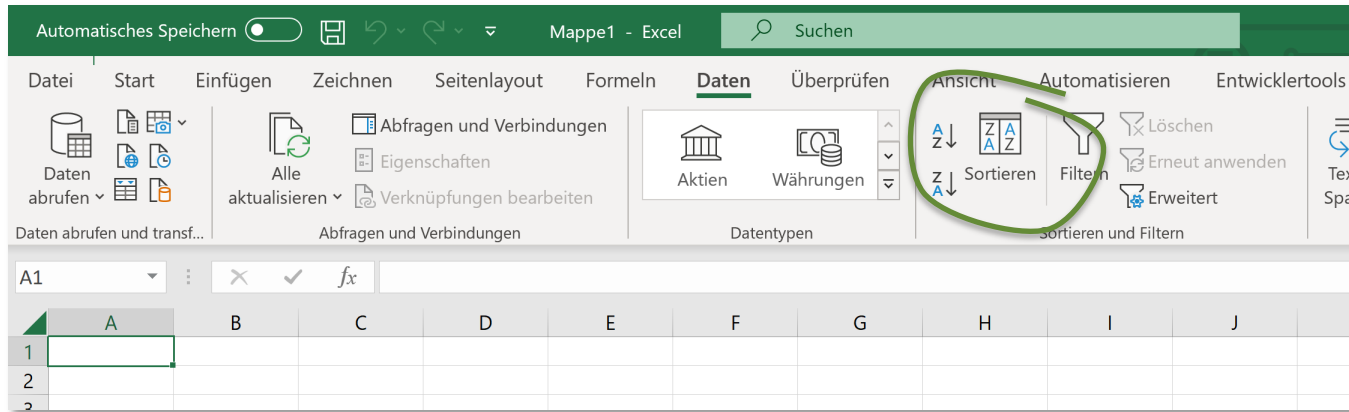 Automatisches Speichern Mappe1 - Excel Suchen
Datei Start Einfügen Zeichnen Seitenlayout Formeln Daten Überprüfen Ansicht Automatisieren Entwicklertools
Daten
abrufen
Daten abrufen und transf...
Alle
aktualisieren
Abfragen und Verbindungen
Eigenschaften
Verknüpfungen bearbeiten
Abfragen und Verbindungen
Aktien Währungen
Datentypen
A
Z
Z
A
Z A
A Z
Sortieren
Filtern
Löschen
Erneut anwenden
Erweitert
Sortieren und Filtern
A1 fx
A B C D E F G H I J
1
2
3